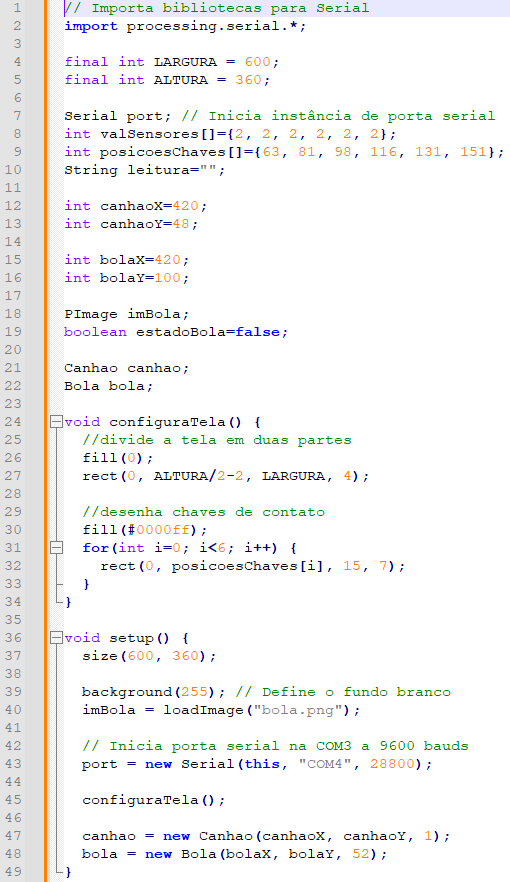 1 // Importa bibliotecas para Serial
2 import processing.serial.*;
3
4 final int LARGURA = 600;
5 final int ALTURA = 360;
6
7 Serial port; // Inicia instância de porta serial
8 int valSensores[]={2, 2, 2, 2, 2, 2};
9 int posicoesChaves[]={63, 81, 98, 116, 131, 151};
10 String leitura="";
11
12 int canhaoX=420;
13 int canhaoY=48;
14
15 int bolaX=420;
16 int bolaY=100;
17
18 PImage imBola;
19 boolean estadoBola=false;
20
21 Canhao canhao;
22 Bola bola;
23
24 void configuraTela() {
25   //divide a tela em duas partes
26   fill(0);
27   rect(0, ALTURA/2-2, LARGURA, 4);
28
29   //desenha chaves de contato
30   fill(#0000ff);
31   for(int i=0; i<6; i++) {
32     rect(0, posicoesChaves[i], 15, 7);
33   }
34 }
35
36 void setup() {
37   size(600, 360);
38
39   background(255); // Define o fundo branco
40   imBola = loadImage("bola.png");
41
42   // Inicia porta serial na COM3 a 9600 bauds
43   port = new Serial(this, "COM4", 28800);
44
45   configuraTela();
46
47   canhao = new Canhao(canhaoX, canhaoY, 1);
48   bola = new Bola(bolaX, bolaY, 52);
49 }